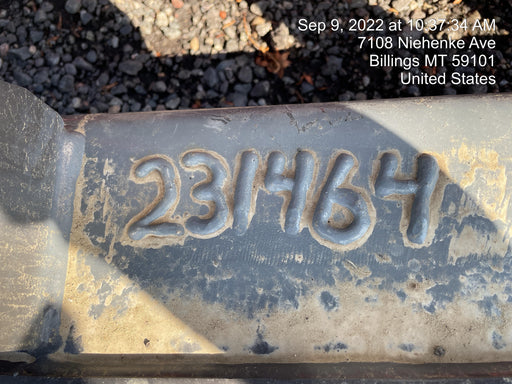 Sep 9, 2022 at 10:37:34 AM
7108 Niehenke Ave
Billings MT 59101
United States
231464